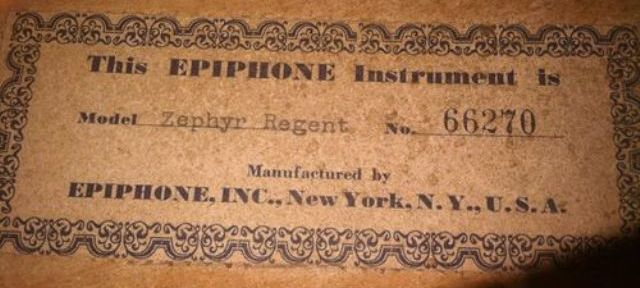 This EPIPHONE Instrument is
Model Zephyr Regent No. 66270
Manufactured by
EPIPHONE, INC., New York, N. Y., U. S. A.